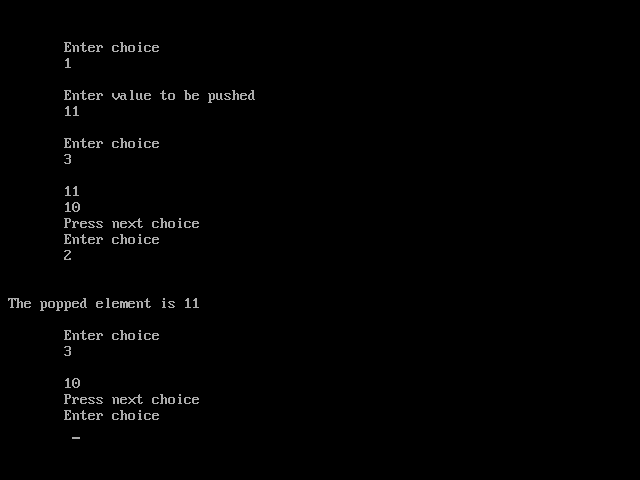 Enter choice
1
Enter value to be pushed
11
Enter choice
3
11
10
Press next choice
Enter choice
2
The popped element is 11
Enter choice
3
10
Press next choice
Enter choice
_